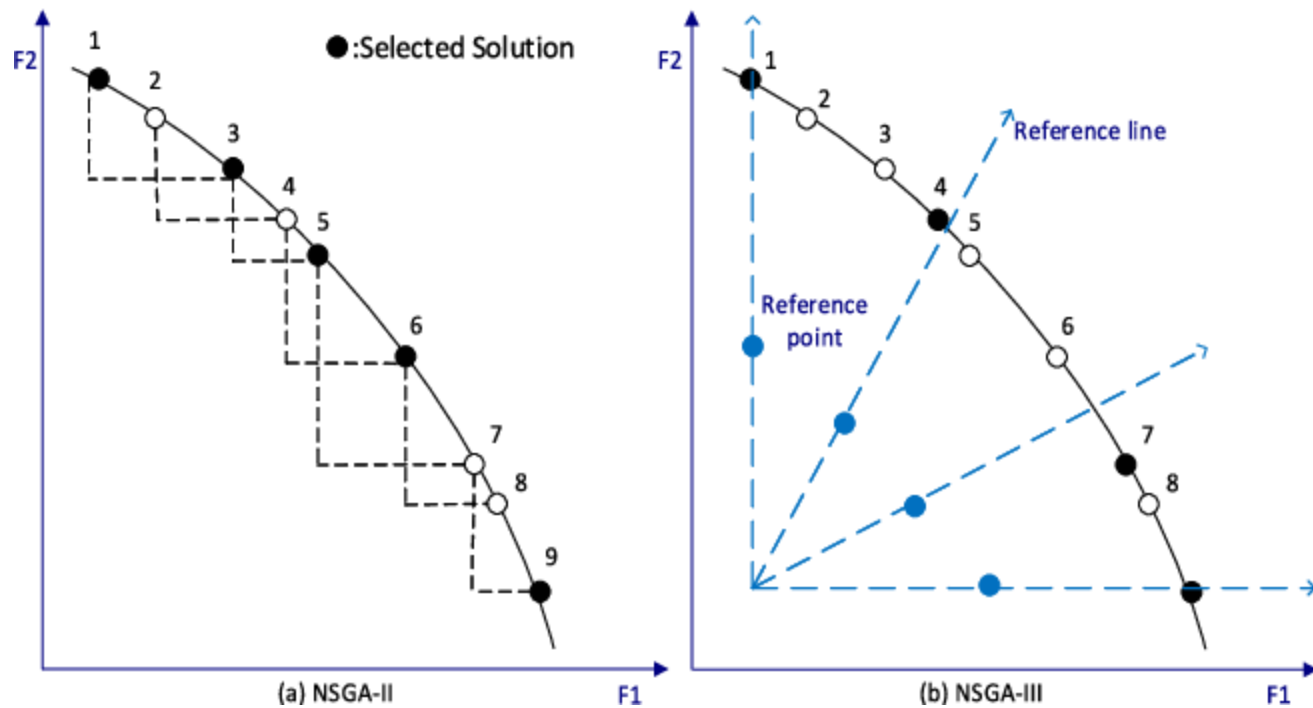 F2
1
2
3
4
5
6
7
8
9
●:Selected Solution
(a) NSGA-II
F1
F2
1
2
3
4
5
6
7
8
Reference line
Reference
point
(b) NSGA-III
F1